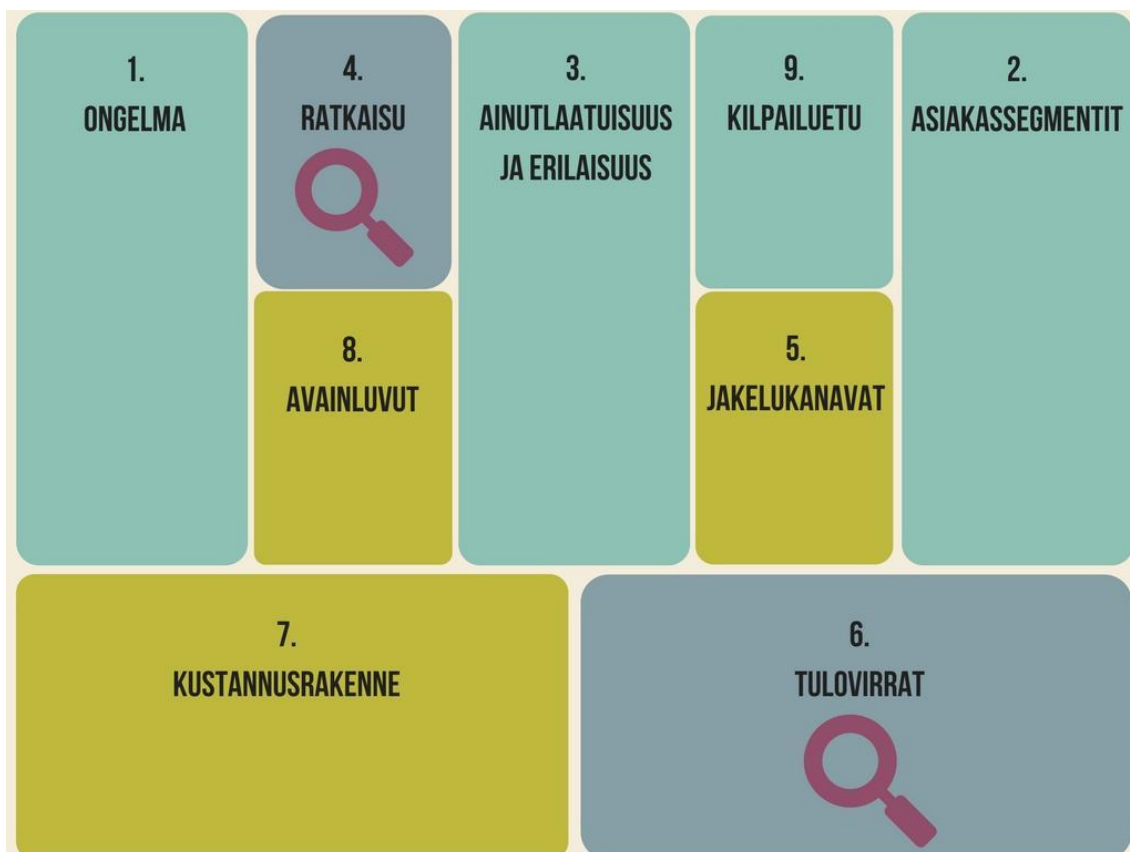 1.
ONGELMA
4.
RATKAISU
3.
AINUTLAATUISUUS
JA ERILAISUUS
9.
KILPAILUETU
2.
ASIAKASSEGMENTIT
8.
AVAINLUVUT
5.
JAKELUKANAVAT
7.
KUSTANNUSRAKENNE
6.
TULOVIRRAT